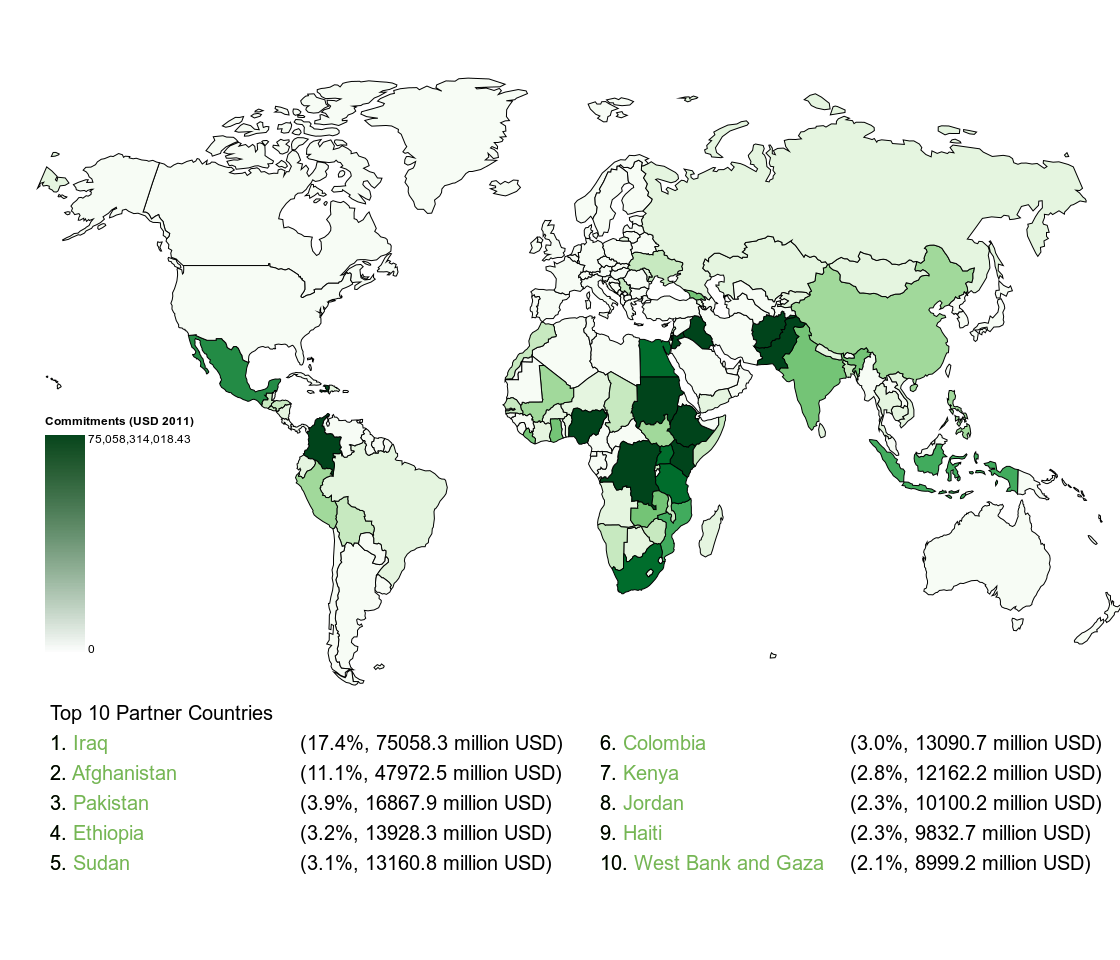 Commitments (USD 2011)
75,058,314,018.43
0
Top 10 Partner Countries
1. Iraq (17.4%, 75058.3 million USD)
2. Afghanistan (11.1%, 47972.5 million USD)
3. Pakistan (3.9%, 16867.9 million USD)
4. Ethiopia (3.2%, 13928.3 million USD)
5. Sudan (3.1%, 13160.8 million USD)
6. Colombia (3.0%, 13090.7 million USD)
7. Kenya (2.8%, 12162.2 million USD)
8. Jordan (2.3%, 10100.2 million USD)
9. Haiti (2.3%, 9832.7 million USD)
10. West Bank and Gaza (2.1%, 8999.2 million USD)